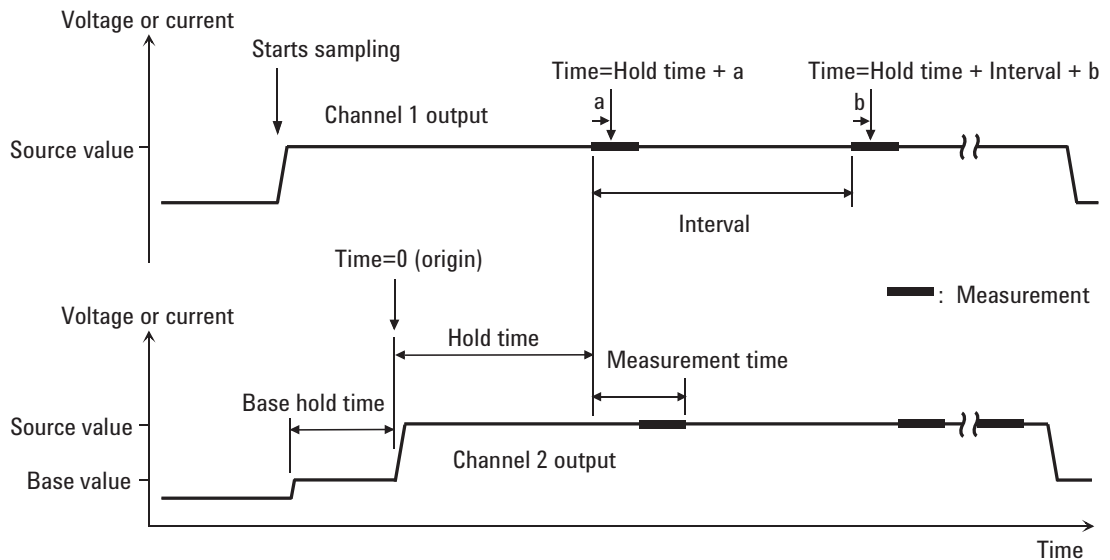 Voltage or current
Starts sampling
Time=Hold time + a
Time=Hold time + Interval + b
a
b
Channel 1 output
Source value
Interval
Time=0 (origin)
: Measurement
Voltage or current
Hold time
Measurement time
Base hold time
Source value
Channel 2 output
Base value
Time